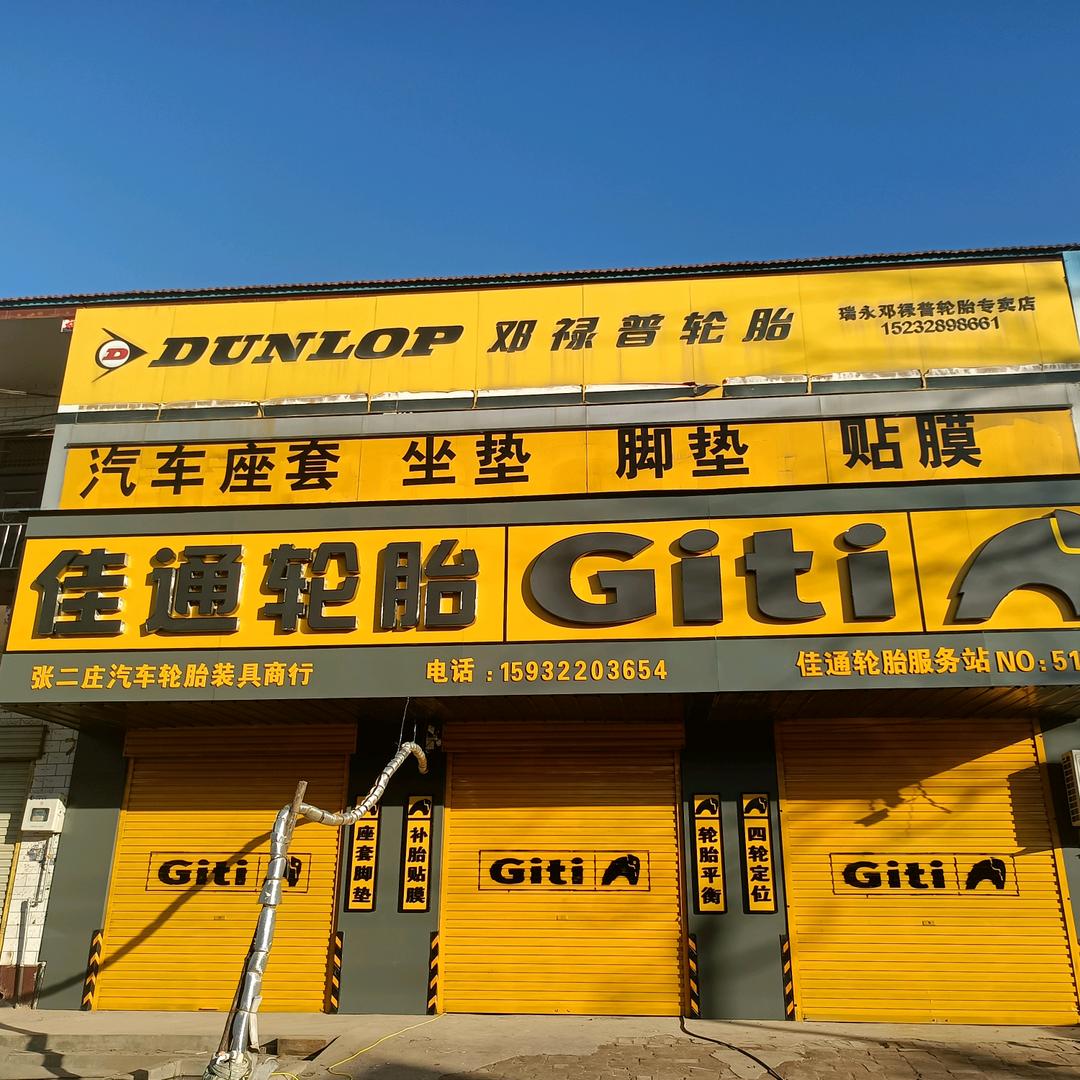 D DUNLOP 邓禄普轮胎
瑞永邓禄普轮胎专卖店
15232898661
汽车座套 坐垫 脚垫 贴膜
佳通轮胎 Giti
张二庄汽车轮胎装具商行 电话:15932203654 佳通轮胎服务站 NO:51
Giti
座套脚垫
补胎贴膜
Giti
轮胎平衡
四轮定位
Giti